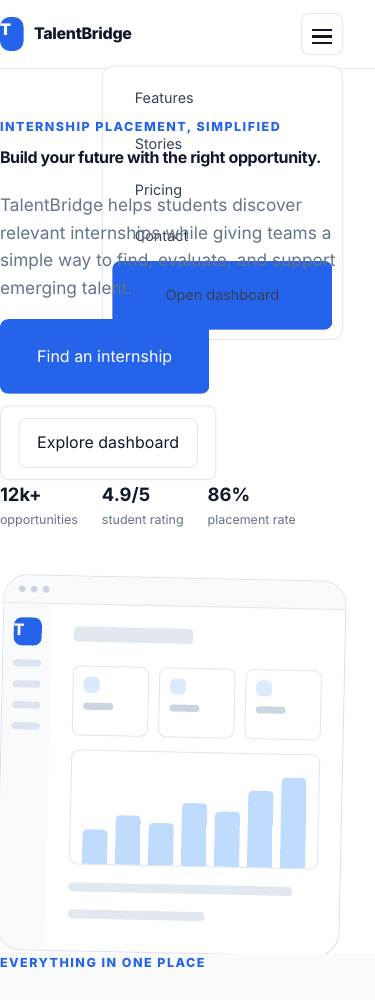 T TalentBridge
Features
INTERNSHIP PLACEMENT, SIMPLIFIED
Stories
Build your future with the right opportunity.
Pricing
TalentBridge helps students discover
relevant internships while giving teams a
Contact
simple way to find, evaluate, and support
emerging talent.
Open dashboard
Find an internship
Explore dashboard
12k+ 4.9/5 86%
opportunities student rating placement rate
T
EVERYTHING IN ONE PLACE